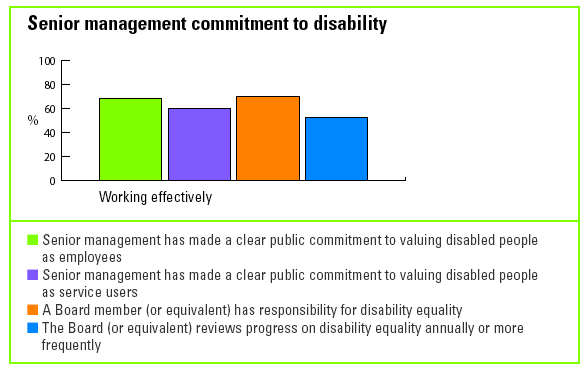 Senior management commitment to disability
100
80
60
%
40
20
0
Working effectively
Senior management has made a clear public commitment to valuing disabled people
as employees
Senior management has made a clear public commitment to valuing disabled people
as service users
A Board member (or equivalent) has responsibility for disability equality
The Board (or equivalent) reviews progress on disability equality annually or more
frequently